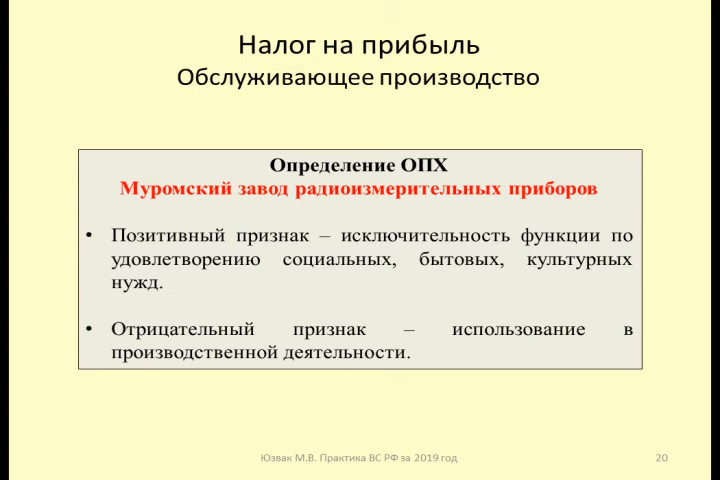 Налог на прибыль
Обслуживающее производство
Определение ОПХ
Муромский завод радиоизмерительных приборов
• Позитивный признак – исключительность функции по
удовлетворению социальных, бытовых, культурных
нужд.
• Отрицательный признак – использование в
производственной деятельности.
Юзвак М.В. Практика ВС РФ за 2019 год
20